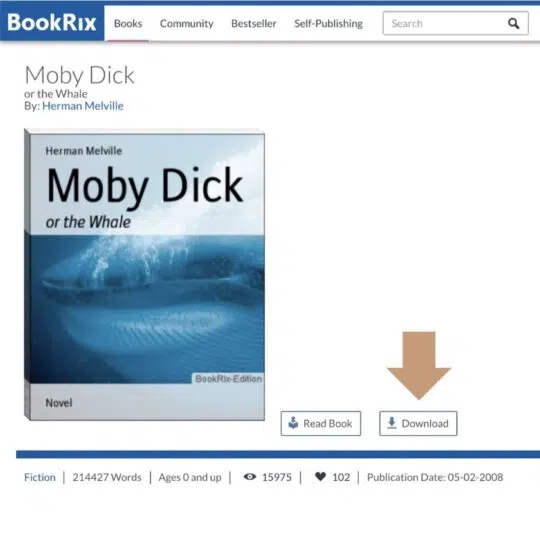 BookRix Books Community Bestseller Self-Publishing Search
Moby Dick
or the Whale
By: Herman Melville
Herman Melville
Moby Dick
or the Whale
BookRix-Edition
Novel
Read Book Download
Fiction | 214427 Words | Ages 0 and up | 15975 | 102 | Publication Date: 05-02-2008